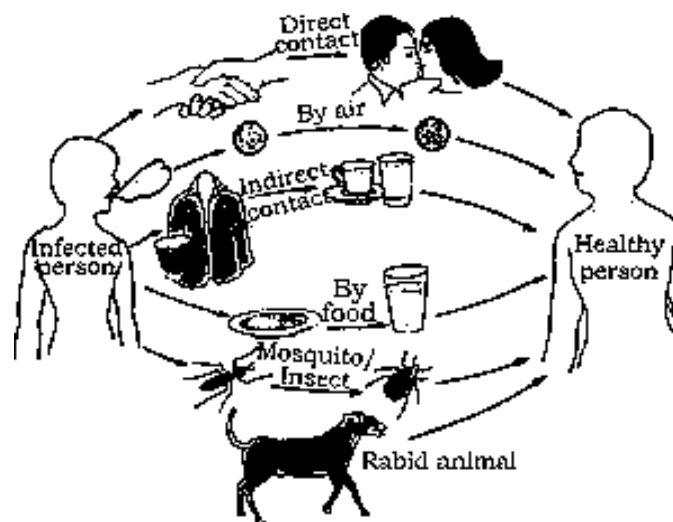 Direct
contact
By air
Indirect
contact
Infected
person
Healthy
person
By
food
Mosquito/
Insect
Rabid animal